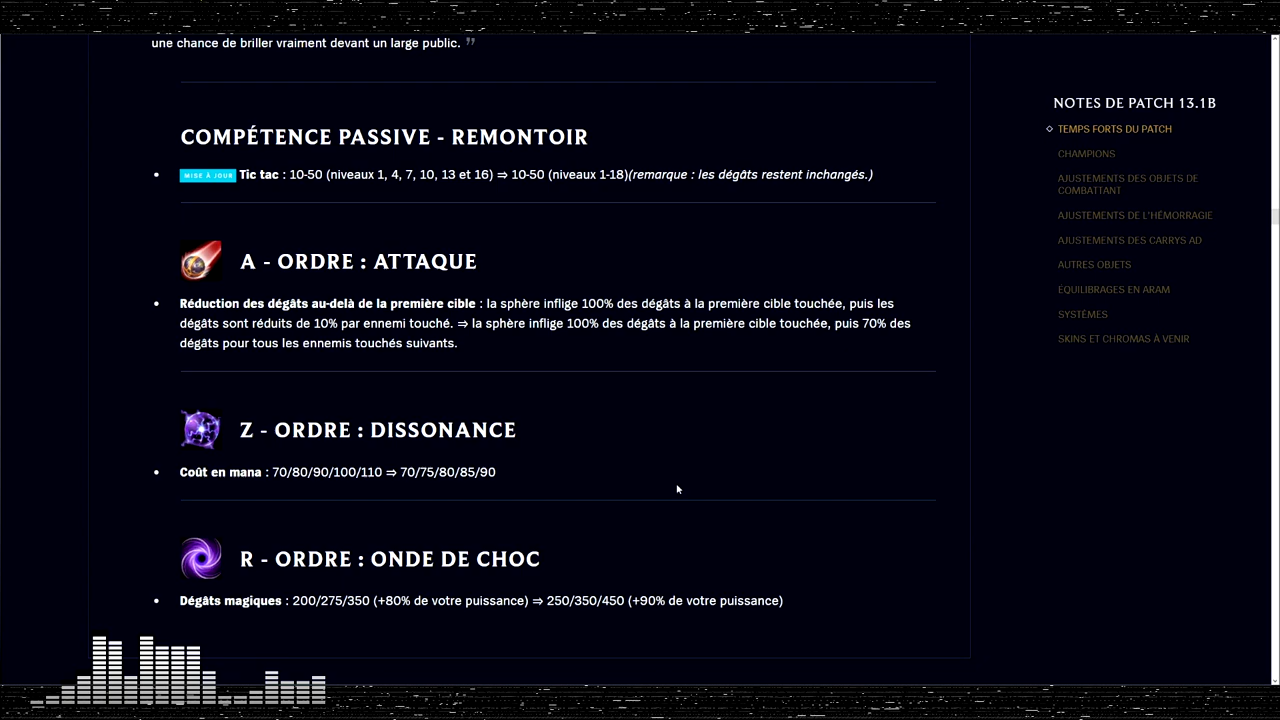 une chance de briller vraiment devant un large public. ”
COMPÉTENCE PASSIVE - REMONTOIR
• MISE À JOUR Tic tac : 10-50 (niveaux 1, 4, 7, 10, 13 et 16) ⇒ 10-50 (niveaux 1-18)(remarque : les dégâts restent inchangés.)
A - ORDRE : ATTAQUE
• Réduction des dégâts au-delà de la première cible : la sphère inflige 100% des dégâts à la première cible touchée, puis les
dégâts sont réduits de 10% par ennemi touché. ⇒ la sphère inflige 100% des dégâts à la première cible touchée, puis 70% des
dégâts pour tous les ennemis touchés suivants.
Z - ORDRE : DISSONANCE
• Coût en mana : 70/80/90/100/110 ⇒ 70/75/80/85/90
R - ORDRE : ONDE DE CHOC
• Dégâts magiques : 200/275/350 (+80% de votre puissance) ⇒ 250/350/450 (+90% de votre puissance)
NOTES DE PATCH 13.1B
TEMPS FORTS DU PATCH
CHAMPIONS
AJUSTEMENTS DES OBJETS DE
COMBATTANT
AJUSTEMENTS DE L'HÉMORRAGIE
AJUSTEMENTS DES CARRYS AD
AUTRES OBJETS
ÉQUILIBRAGES EN ARAM
SYSTÈMES
SKINS ET CHROMAS À VENIR